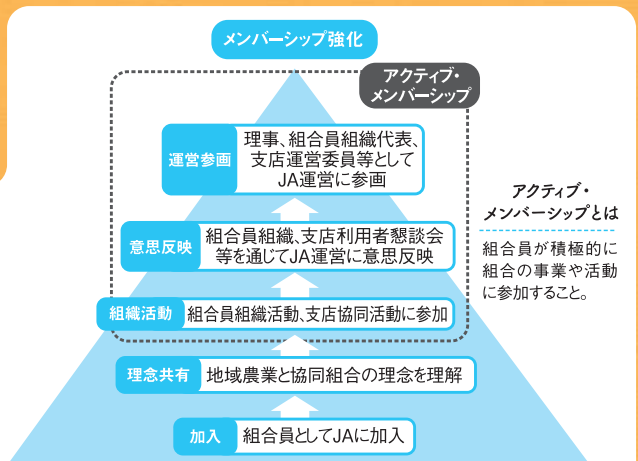 メンバーシップ強化
アクティブ・
メンバーシップ
運営参画
理事、組合員組織代表、
支店運営委員等として
JA運営に参画
意思反映
組合員組織、支店利用者懇談会
等を通じてJA運営に意思反映
組織活動
組合員組織活動、支店協同活動に参加
理念共有
地域農業と協同組合の理念を理解
加入
組合員としてJAに加入
アクティブ・
メンバーシップとは
組合員が積極的に
組合の事業や活動
に参加すること。